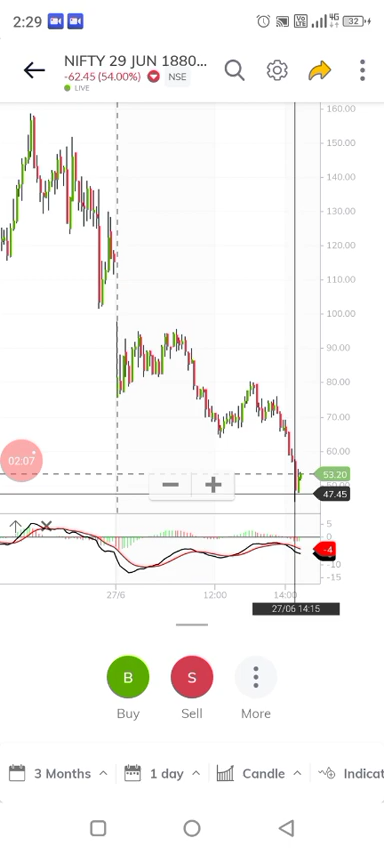 2:29 4G 32
NIFTY 29 JUN 1880...
-62.45 (54.00%) NSE
LIVE
160.00
150.00
140.00
130.00
120.00
110.00
100.00
90.00
80.00
70.00
60.00
53.20
47.45
02:07
5
0
-4
-10
-15
27/6 12:00 14:00
27/06 14:15
B S
Buy Sell More
3 Months 1 day Candle Indicat